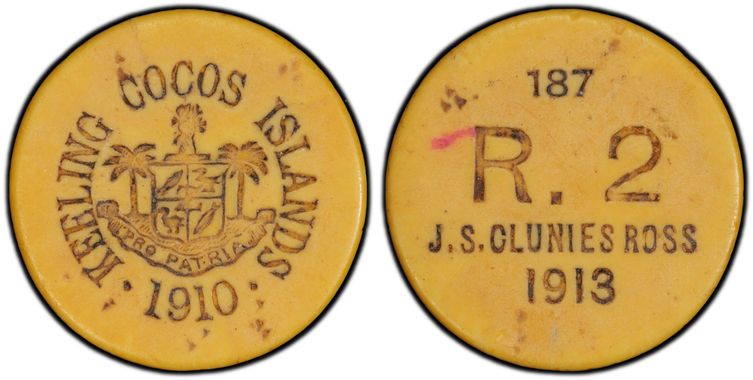 KEELING COCOS ISLANDS
PRO PATRIA
· 1910 ·
187
R. 2
J. S. CLUNIES ROSS
1913